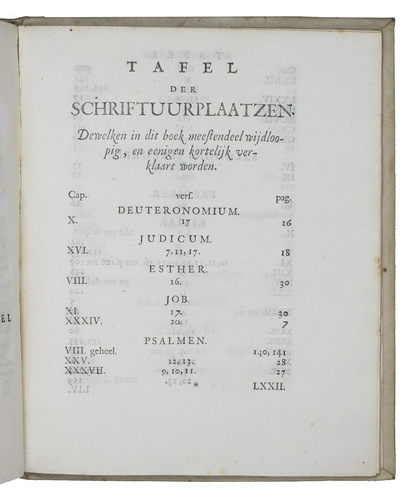 TAFEL
DER
SCHRIFTUURPLAATZEN.
Dewelken in dit boek meestendeel wijdloo-
pig, en eenigen kortelijk ver-
klaart worden.
Cap. vers. pag.
DEUTERONOMIUM.
X. 17 16
JUDICUM.
XVI. 7, 11, 17. 18
ESTHER.
VIII. 16. 30
JOB.
XI. 17. 30
XXXIV. 20. 7
PSALMEN.
VIII. geheel. 140, 141
XXV. 12, 13. 28
XXXVII. 9, 10, 11. 27
LXXII.